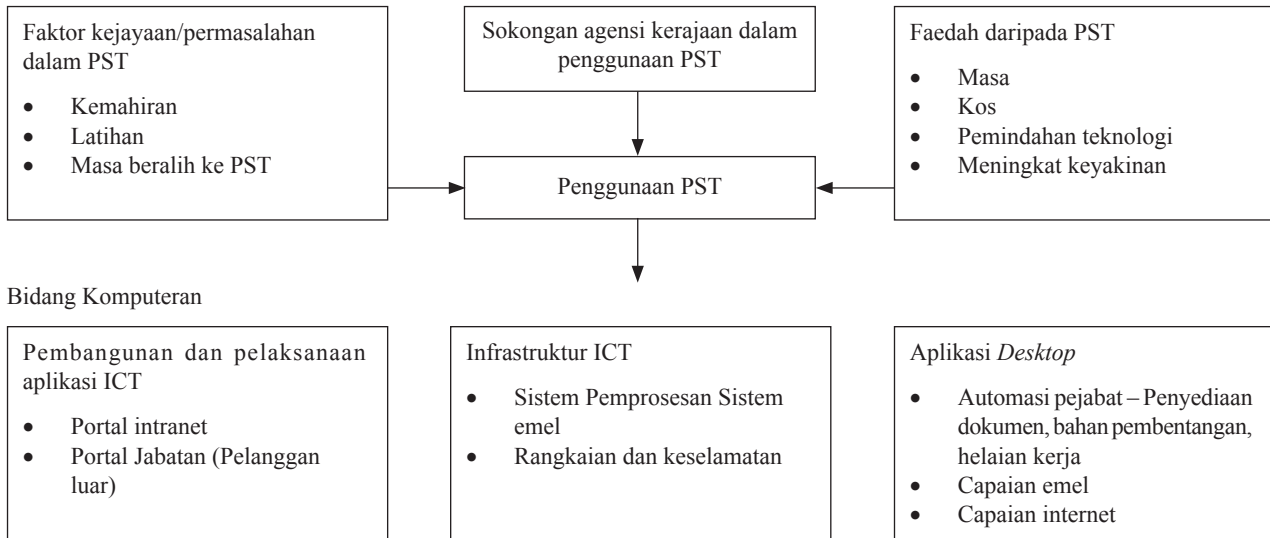 Faktor kejayaan/permasalahan
dalam PST
• Kemahiran
• Latihan
• Masa beralih ke PST
Sokongan agensi kerajaan dalam
penggunaan PST
Faedah daripada PST
• Masa
• Kos
• Pemindahan teknologi
• Meningkat keyakinan
Penggunaan PST
Bidang Komputeran
Pembangunan dan pelaksanaan
aplikasi ICT
• Portal intranet
• Portal Jabatan (Pelanggan
luar)
Infrastruktur ICT
• Sistem Pemprosesan Sistem
emel
• Rangkaian dan keselamatan
Aplikasi Desktop
• Automasi pejabat – Penyediaan
dokumen, bahan pembentangan,
helaian kerja
• Capaian emel
• Capaian internet